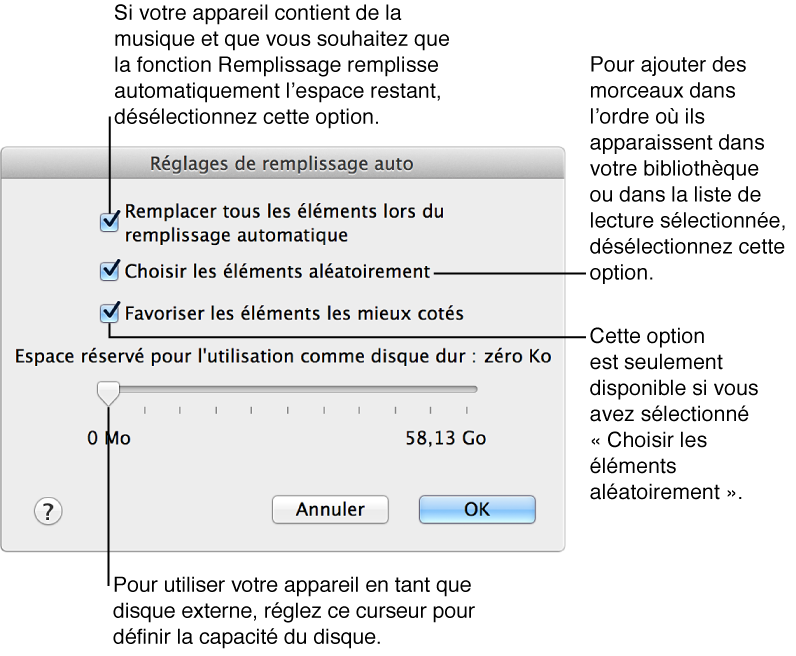 Si votre appareil contient de la
musique et que vous souhaitez que
la fonction Remplissage remplisse
automatiquement l'espace restant,
désélectionnez cette option.
Pour ajouter des
morceaux dans
l'ordre où ils
apparaissent dans
votre bibliothèque
ou dans la liste de
lecture sélectionnée,
désélectionnez cette
option.
Réglages de remplissage auto
Remplacer tous les éléments lors du
remplissage automatique
Choisir les éléments aléatoirement
Favoriser les éléments les mieux cotés
Cette option
est seulement
disponible si vous
avez sélectionné
« Choisir les
éléments
aléatoirement ».
Espace réservé pour l'utilisation comme disque dur : zéro Ko
0 Mo
58,13 Go
?
Annuler
OK
Pour utiliser votre appareil en tant que
disque externe, réglez ce curseur pour
définir la capacité du disque.